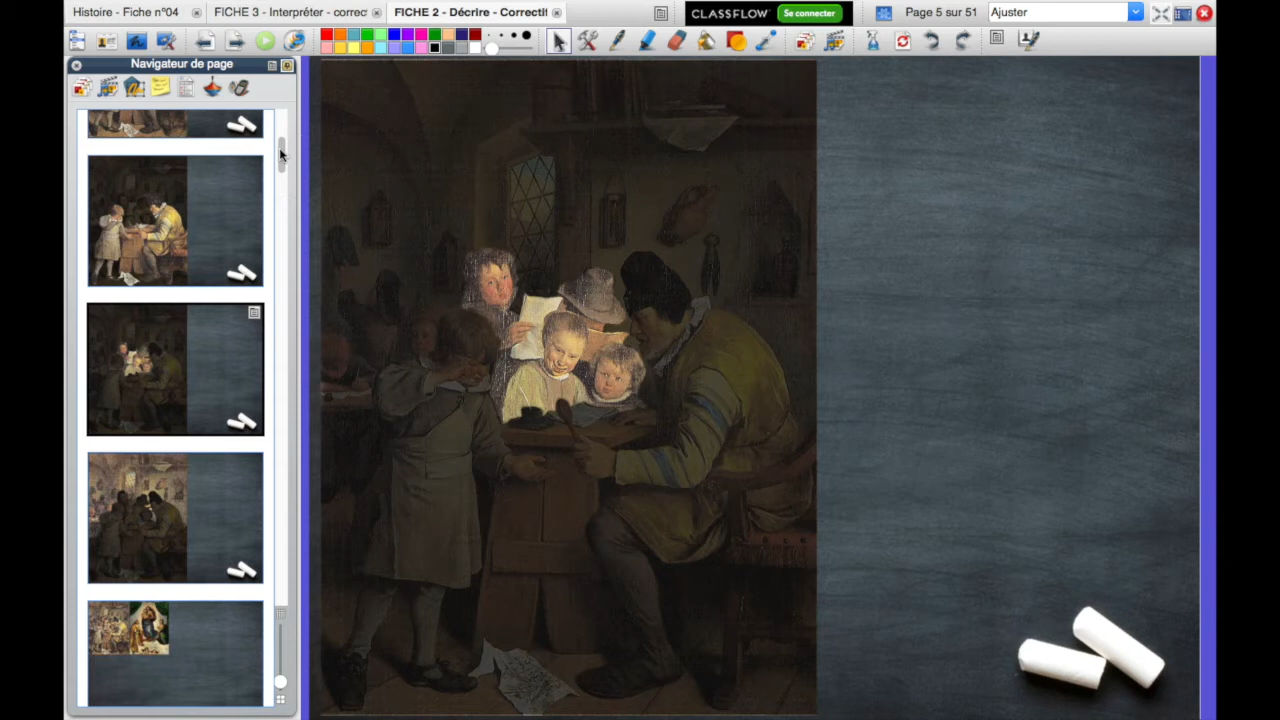 Histoire - Fiche n°04
FICHE 3 - Interpréter - correc
FICHE 2 - Décrire - Correctif
CLASSFLOW
Se connecter
Page 5 sur 51
Ajuster
Navigateur de page